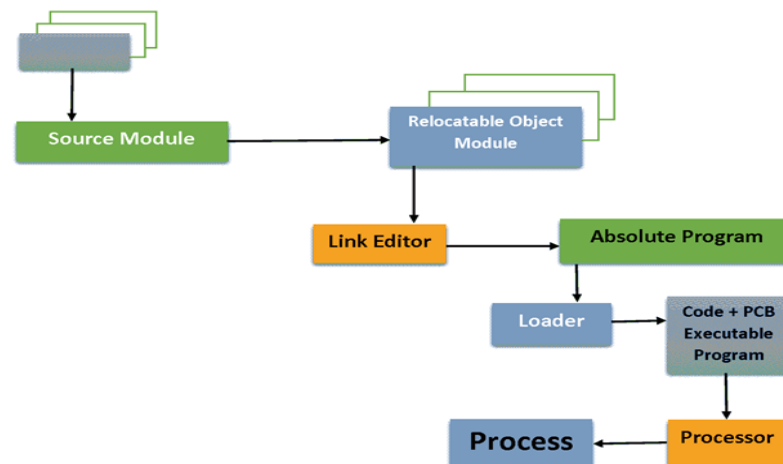 Source Module
Relocatable Object
Module
Link Editor
Absolute Program
Loader
Code + PCB
Executable
Program
Process
Processor